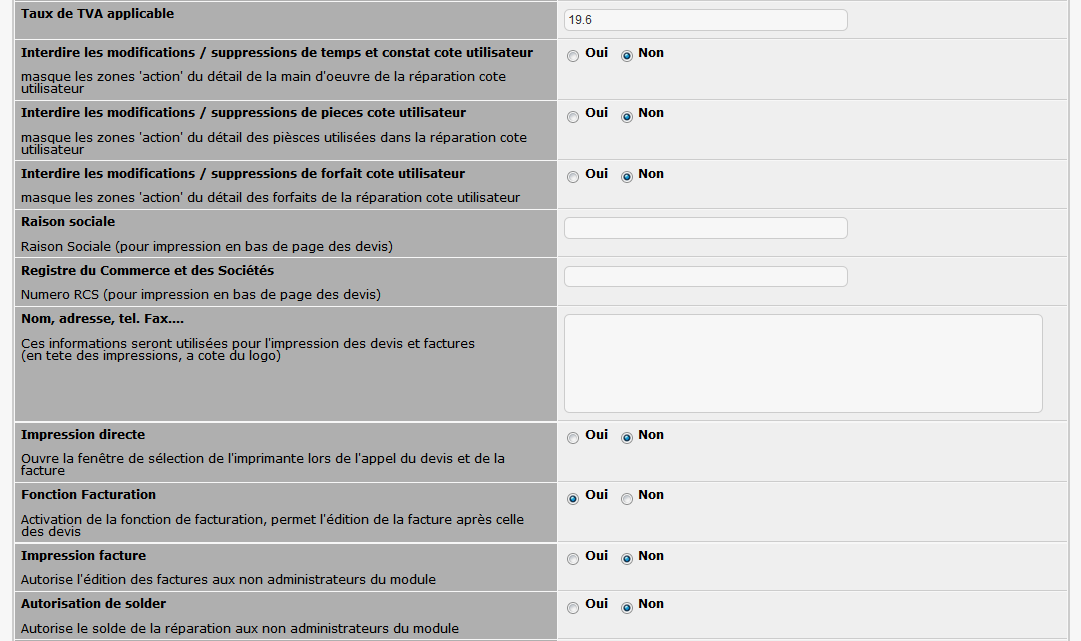 Taux de TVA applicable
19.6
Interdire les modifications / suppressions de temps et constat cote utilisateur
Oui Non
masque les zones 'action' du détail de la main d'oeuvre de la réparation cote
utilisateur
Interdire les modifications / suppressions de pieces cote utilisateur
Oui Non
masque les zones 'action' du détail des pièsces utilisées dans la réparation cote
utilisateur
Interdire les modifications / suppressions de forfait cote utilisateur
Oui Non
masque les zones 'action' du détail des forfaits de la réparation cote utilisateur
Raison sociale
Raison Sociale (pour impression en bas de page des devis)
Registre du Commerce et des Sociétés
Numero RCS (pour impression en bas de page des devis)
Nom, adresse, tel. Fax....
Ces informations seront utilisées pour l'impression des devis et factures
(en tete des impressions, a cote du logo)
Impression directe
Oui Non
Ouvre la fenêtre de sélection de l'imprimante lors de l'appel du devis et de la
facture
Fonction Facturation
Oui Non
Activation de la fonction de facturation, permet l'édition de la facture après celle
des devis
Impression facture
Oui Non
Autorise l'édition des factures aux non administrateurs du module
Autorisation de solder
Oui Non
Autorise le solde de la réparation aux non administrateurs du module